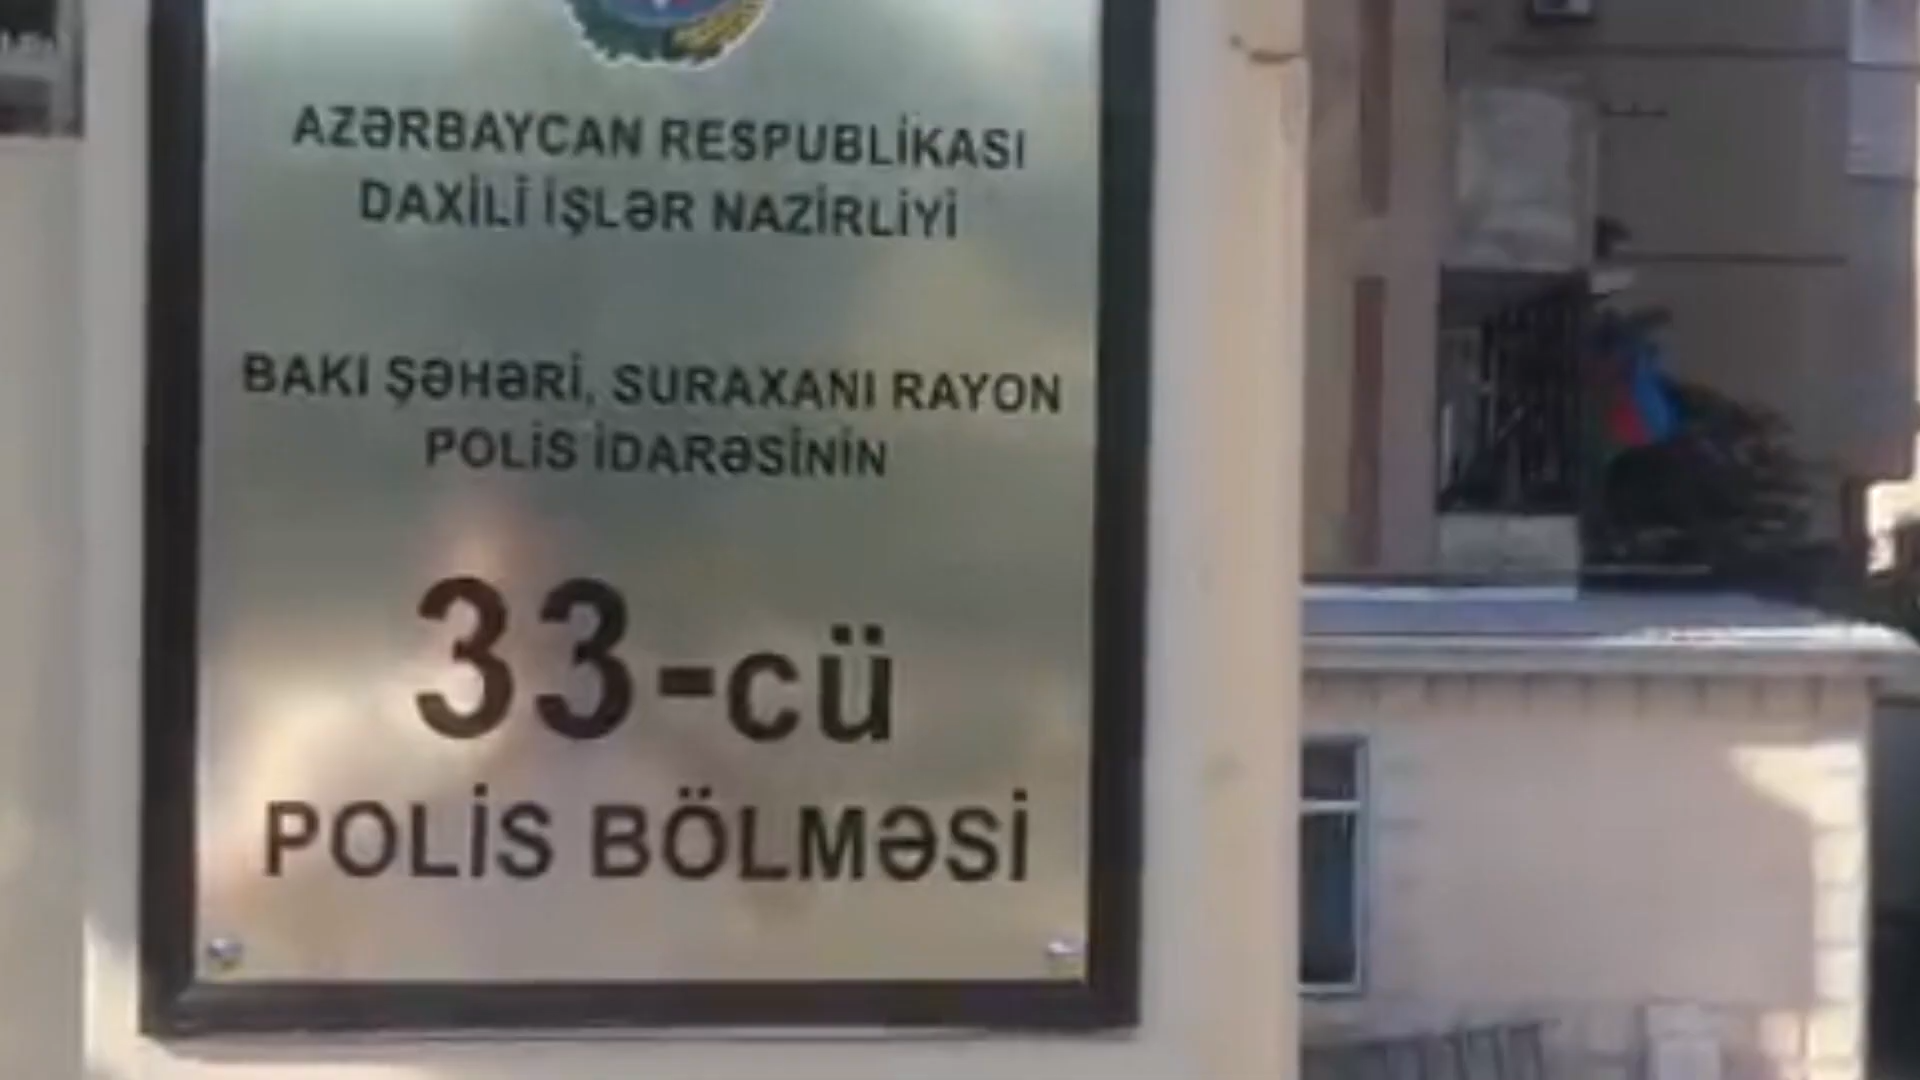 AZƏRBAYCAN RESPUBLİKASI
DAXİLİ İŞLƏR NAZİRLİYİ
BAKI ŞƏHƏRİ, SURAXANI RAYON
POLİS İDARƏSİNİN
33-cü
POLİS BÖLMƏSİ